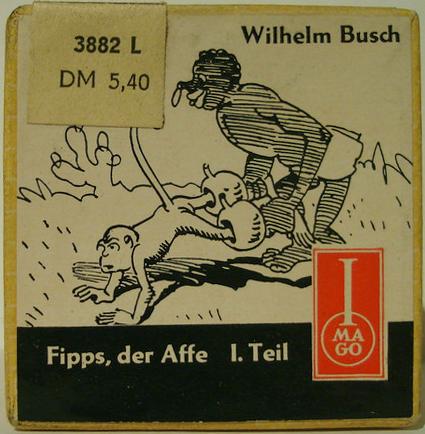 3882 L
DM 5,40
Wilhelm Busch
Fipps, der Affe I. Teil
I
MA
GO